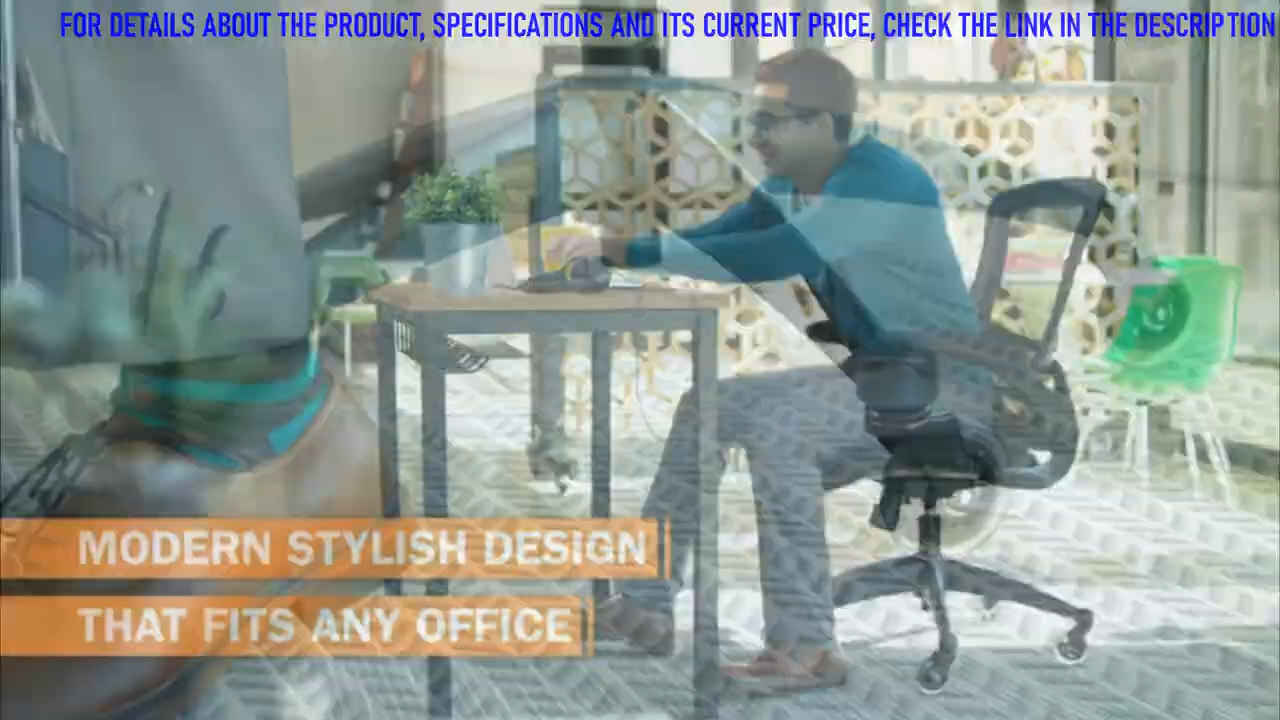 FOR DETAILS ABOUT THE PRODUCT, SPECIFICATIONS AND ITS CURRENT PRICE, CHECK THE LINK IN THE DESCRIPTION
MODERN STYLISH DESIGN
THAT FITS ANY OFFICE